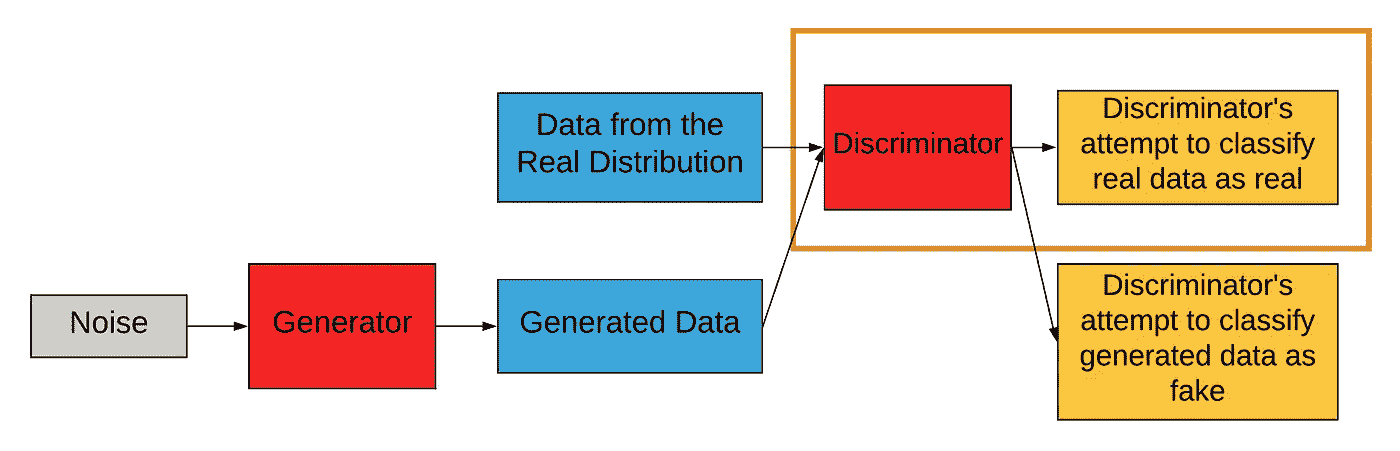 Data from the
Real Distribution
Discriminator
Discriminator's
attempt to classify
real data as real
Noise
Generator
Generated Data
Discriminator's
attempt to classify
generated data as
fake